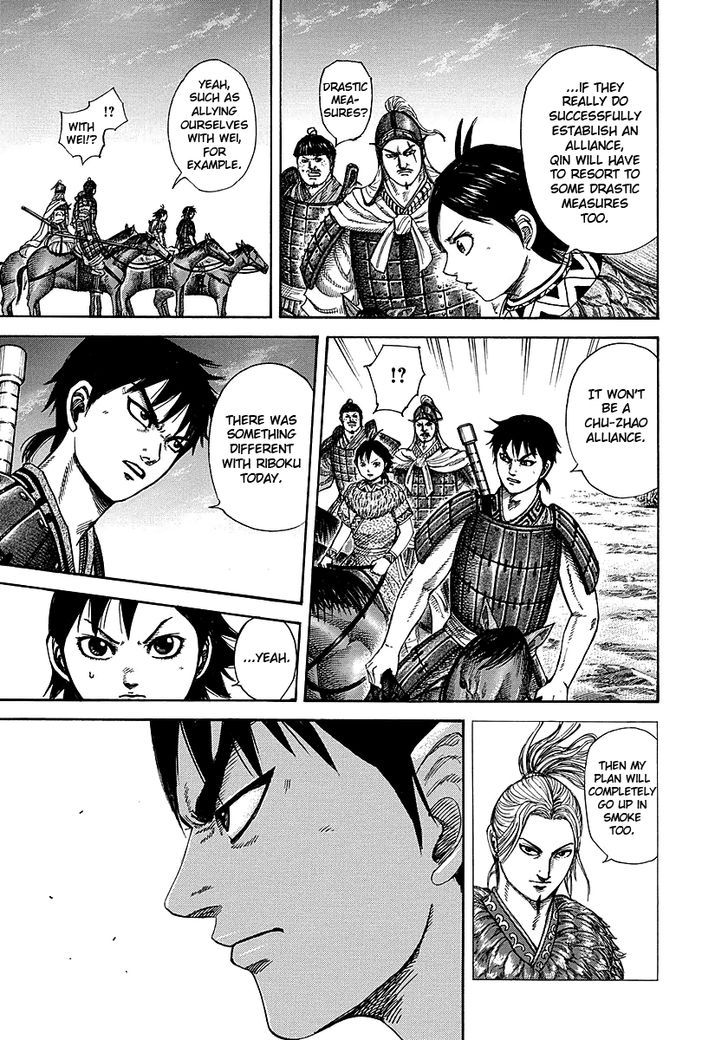 ...IF THEY
REALLY DO
SUCCESSFULLY
ESTABLISH AN
ALLIANCE,
QIN WILL HAVE
TO RESORT TO
SOME DRASTIC
MEASURES
TOO.
DRASTIC
MEA-
SURES?
YEAH,
SUCH AS
ALLYING
OURSELVES
WITH WEI,
FOR
EXAMPLE.
!?
WITH
WEI!?
IT WON'T
BE A
CHU-ZHAO
ALLIANCE.
!?
THERE WAS
SOMETHING
DIFFERENT
WITH RIBOKU
TODAY.
...YEAH.
THEN MY
PLAN WILL
COMPLETELY
GO UP IN
SMOKE
TOO.